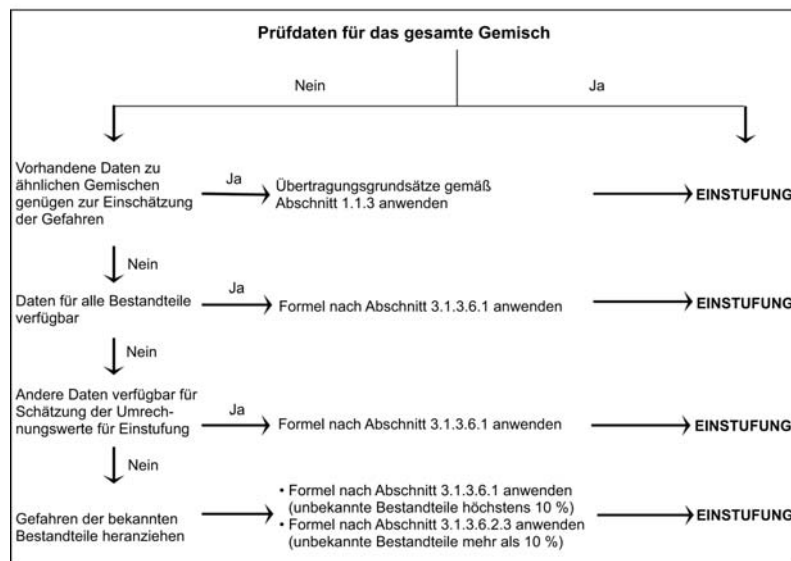 Prüfdaten für das gesamte Gemisch
Nein
Ja
Vorhandene Daten zu
ähnlichen Gemischen
genügen zur Einschätzung
der Gefahren
Ja
Übertragungsgrundsätze gemäß
Abschnitt 1.1.3 anwenden
EINSTUFUNG
Nein
Daten für alle Bestandteile
verfügbar
Ja
Formel nach Abschnitt 3.1.3.6.1 anwenden
EINSTUFUNG
Nein
Andere Daten verfügbar für
Schätzung der Umrech-
nungswerte für Einstufung
Ja
Formel nach Abschnitt 3.1.3.6.1 anwenden
EINSTUFUNG
Nein
Gefahren der bekannten
Bestandteile heranziehen
• Formel nach Abschnitt 3.1.3.6.1 anwenden
(unbekannte Bestandteile höchstens 10 %)
• Formel nach Abschnitt 3.1.3.6.2.3 anwenden
(unbekannte Bestandteile mehr als 10 %)
EINSTUFUNG